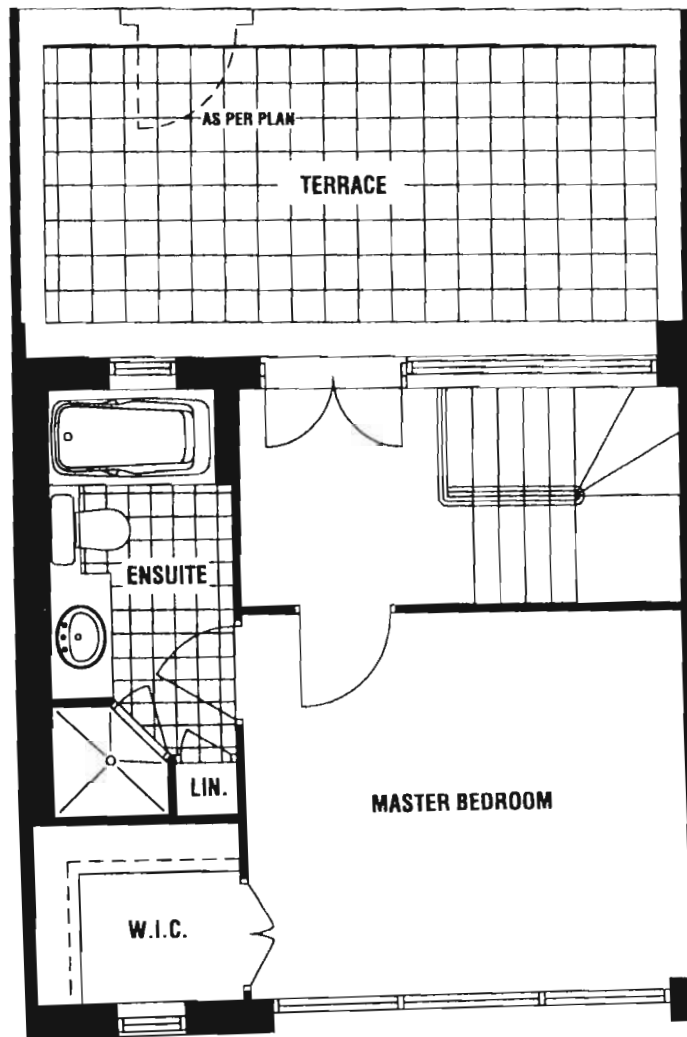 AS PER PLAN
TERRACE
ENSUITE
LIN.
MASTER BEDROOM
W.I.C.